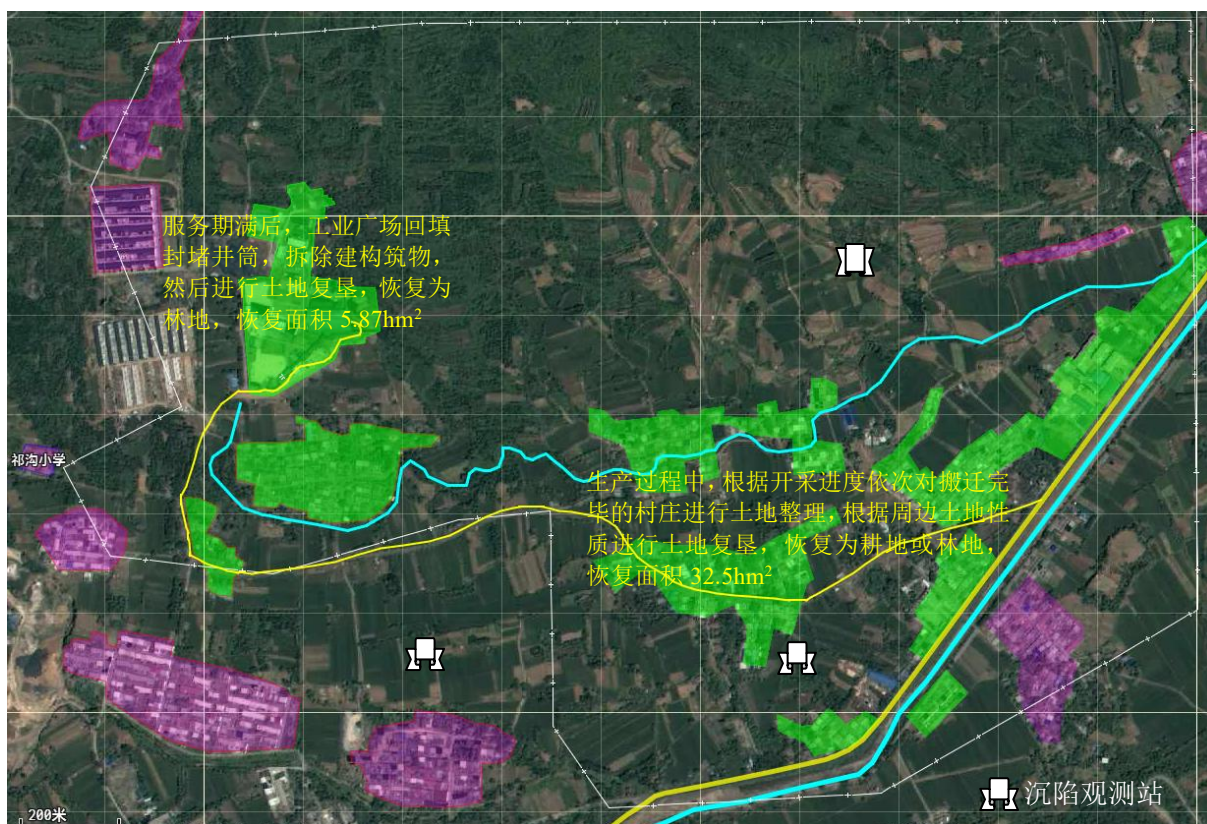 服务期满后，工业广场回填
封堵井筒，拆除建构筑物，
然后进行土地复垦，恢复为
林地，恢复面积 5.87hm²
祁沟小学
生产过程中，根据开采进度依次对搬迁完
毕的村庄进行土地整理，根据周边土地性
质进行土地复垦，恢复为耕地或林地，
恢复面积 32.5hm²
沉陷观测站
200米